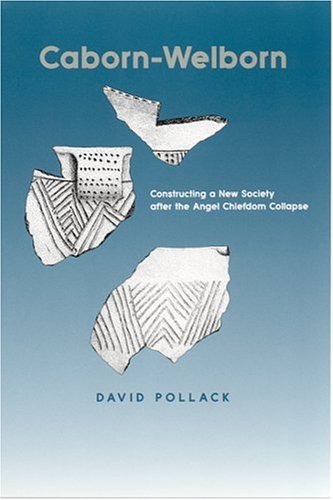 Caborn-Welborn
Constructing a New Society
after the Angel Chiefdom Collapse
DAVID POLLACK